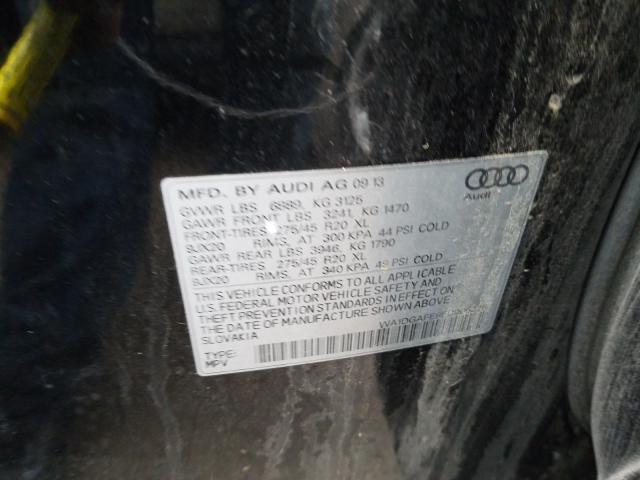 MFD. BY AUDI AG 09 13
GVWR LBS 6889, KG 3125
GAWR FRONT LBS 3241, KG 1470
FRONT-TIRES 275/45 R20 XL
9JX20 RIMS, AT 300 KPA 44 PSI COLD
GAWR REAR LBS 3946, KG 1790
REAR-TIRES 275/45 R20 XL
9JX20 RIMS, AT 340 KPA 49 PSI COLD
THIS VEHICLE CONFORMS TO ALL APPLICABLE
U.S. FEDERAL MOTOR VEHICLE SAFETY AND
THEFT PREVENTION STANDARDS IN EFFECT ON
THE DATE OF MANUFACTURE SHOWN ABOVE.
SLOVAKIA
TYPE:
MPV
Audi